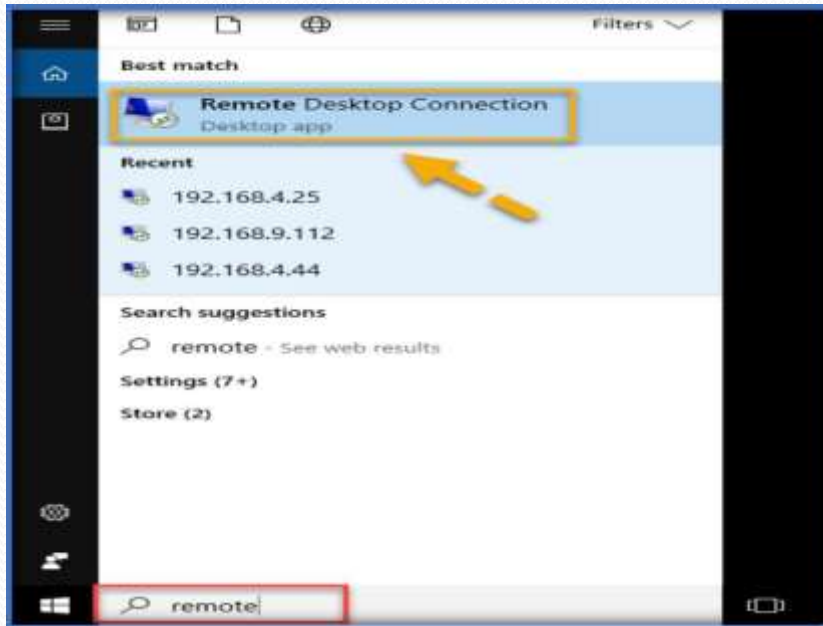 Filters
Best match
Remote Desktop Connection
Desktop app
Recent
192.168.4.25
192.168.9.112
192.168.4.44
Search suggestions
remote - See web results
Settings (7+)
Store (2)
remote